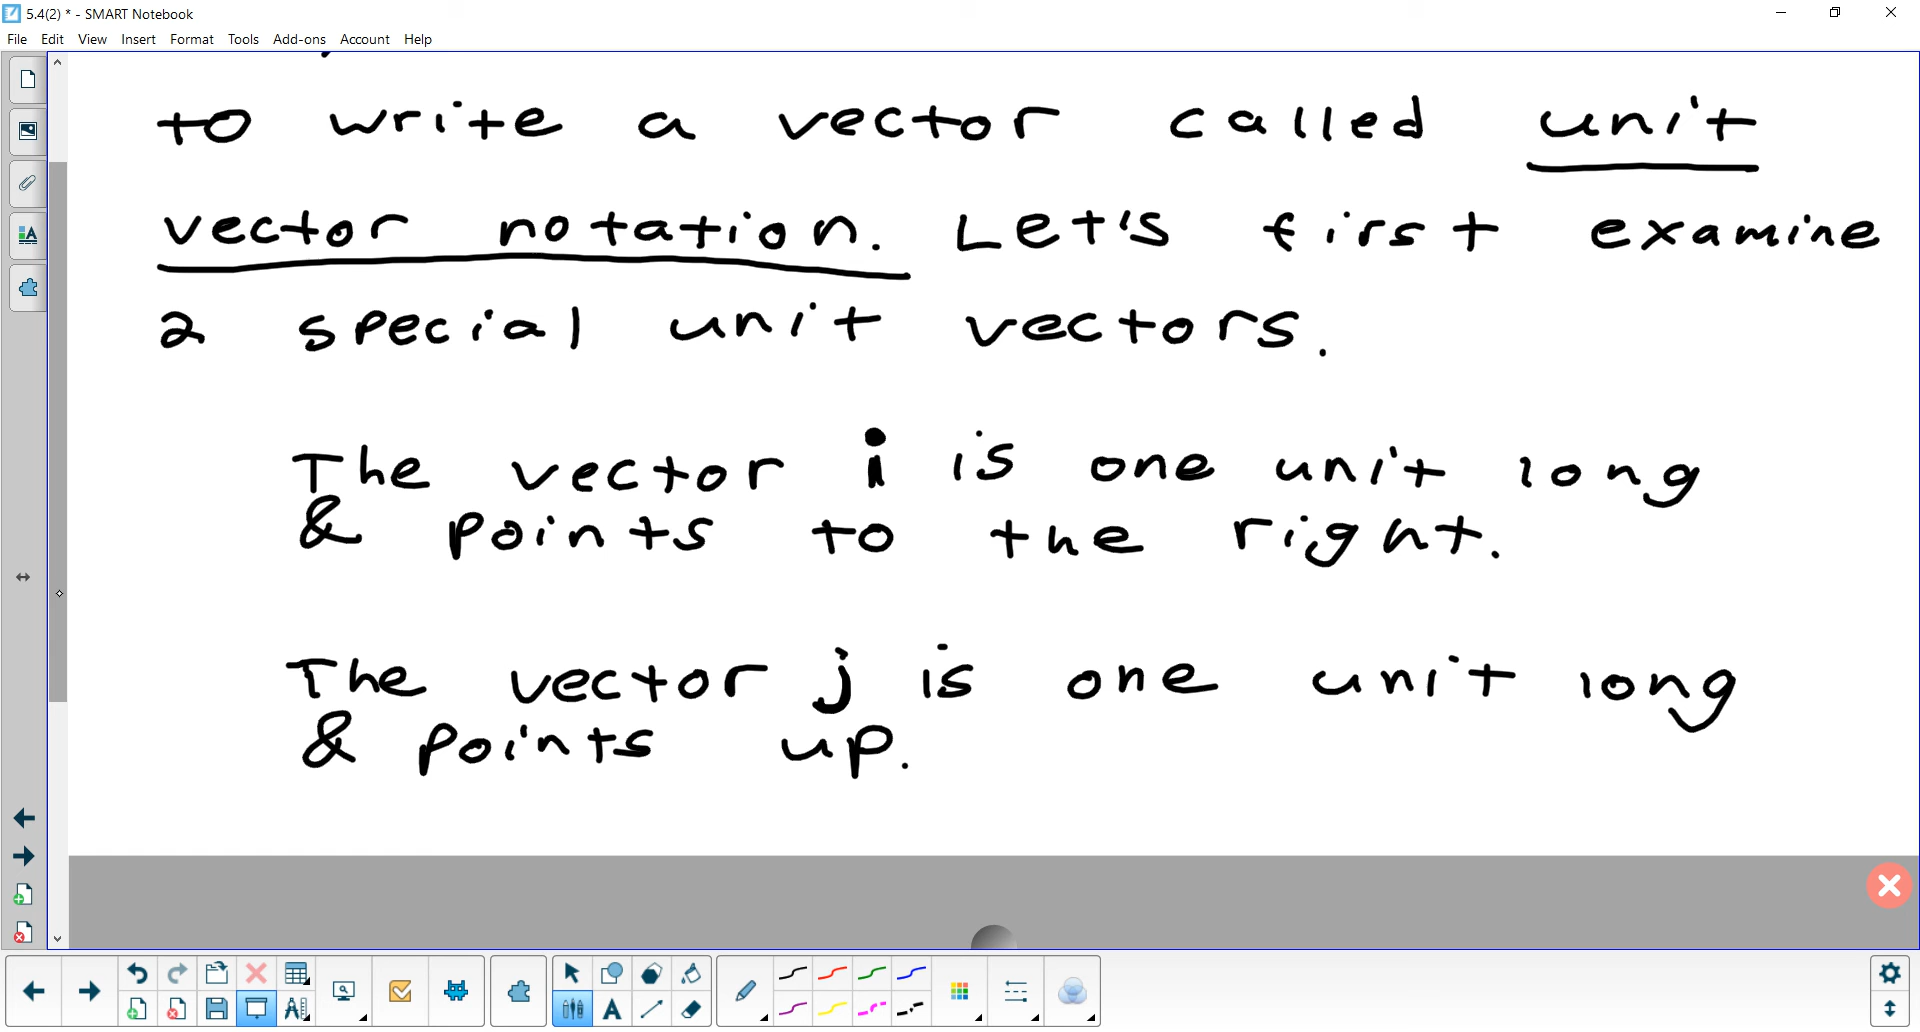 5.4(2) * - SMART Notebook
File Edit View Insert Format Tools Add-ons Account Help
to write a vector called unit
vector notation. Let's first examine
2 special unit vectors.
The vector i is one unit long
& points to the right.
The vector j is one unit long
& points up.